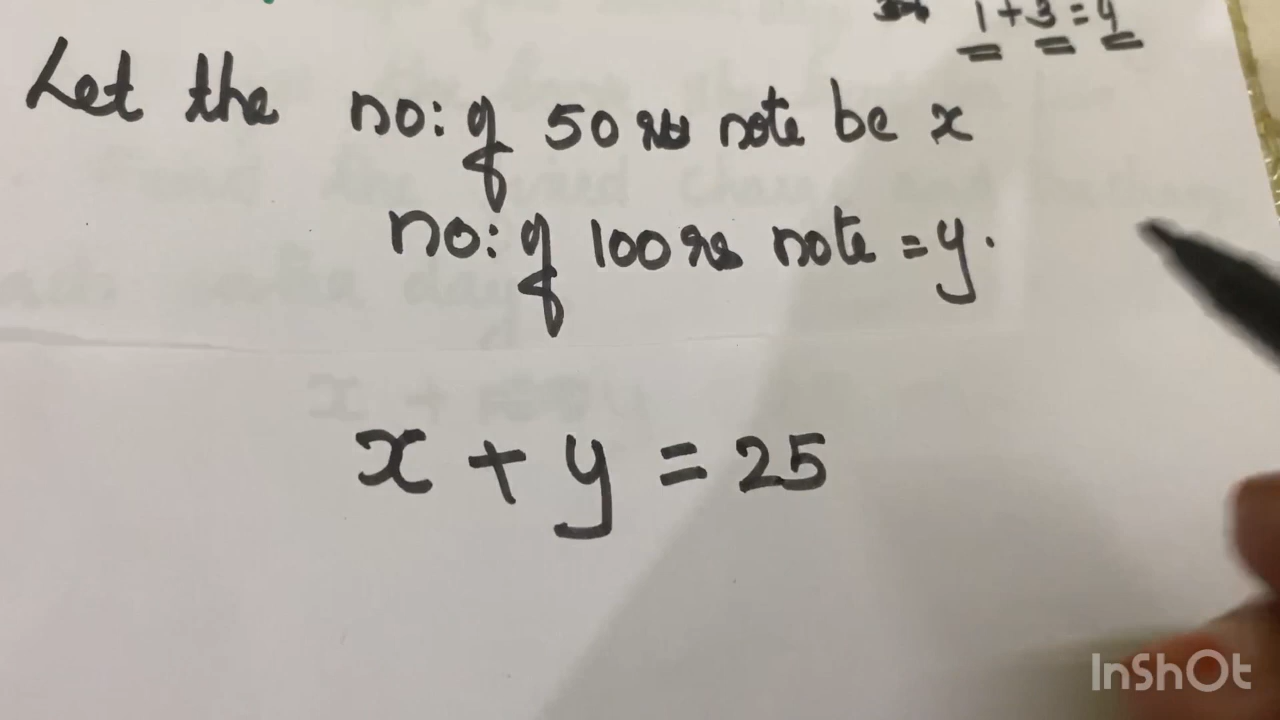 1 + 3 = 4
Let the no: of 50 rs note be x
no: of 100 rs note = y.
x + y = 25
InShOt